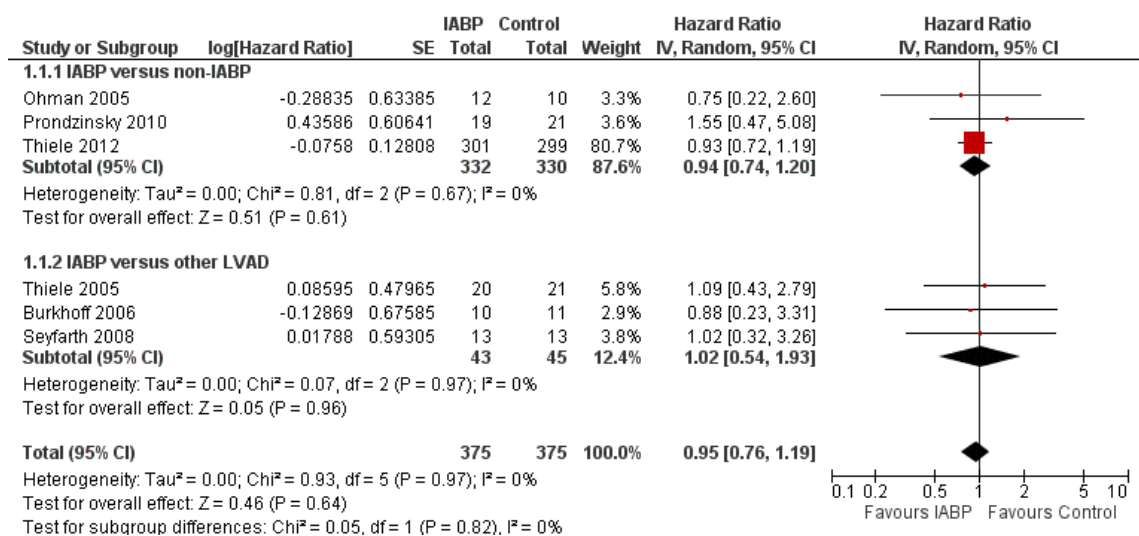 IABP Control Hazard Ratio Hazard Ratio
Study or Subgroup log[Hazard Ratio] SE Total Total Weight IV, Random, 95% CI IV, Random, 95% CI
1.1.1 IABP versus non-IABP
Ohman 2005 -0.28835 0.63385 12 10 3.3% 0.75 [0.22, 2.60]
Prondzinsky 2010 0.43586 0.60641 19 21 3.6% 1.55 [0.47, 5.08]
Thiele 2012 -0.0758 0.12808 301 299 80.7% 0.93 [0.72, 1.19]
Subtotal (95% CI) 332 330 87.6% 0.94 [0.74, 1.20]
Heterogeneity: Tau² = 0.00; Chi² = 0.81, df = 2 (P = 0.67); I² = 0%
Test for overall effect: Z = 0.51 (P = 0.61)
1.1.2 IABP versus other LVAD
Thiele 2005 0.08595 0.47965 20 21 5.8% 1.09 [0.43, 2.79]
Burkhoff 2006 -0.12869 0.67585 10 11 2.9% 0.88 [0.23, 3.31]
Seyfarth 2008 0.01788 0.59305 13 13 3.8% 1.02 [0.32, 3.26]
Subtotal (95% CI) 43 45 12.4% 1.02 [0.54, 1.93]
Heterogeneity: Tau² = 0.00; Chi² = 0.07, df = 2 (P = 0.97); I² = 0%
Test for overall effect: Z = 0.05 (P = 0.96)
Total (95% CI) 375 375 100.0% 0.95 [0.76, 1.19]
Heterogeneity: Tau² = 0.00; Chi² = 0.93, df = 5 (P = 0.97); I² = 0%
Test for overall effect: Z = 0.46 (P = 0.64)
Test for subgroup differences: Chi² = 0.05, df = 1 (P = 0.82), I² = 0%
0.1 0.2 0.5 1 2 5 10
Favours IABP Favours Control